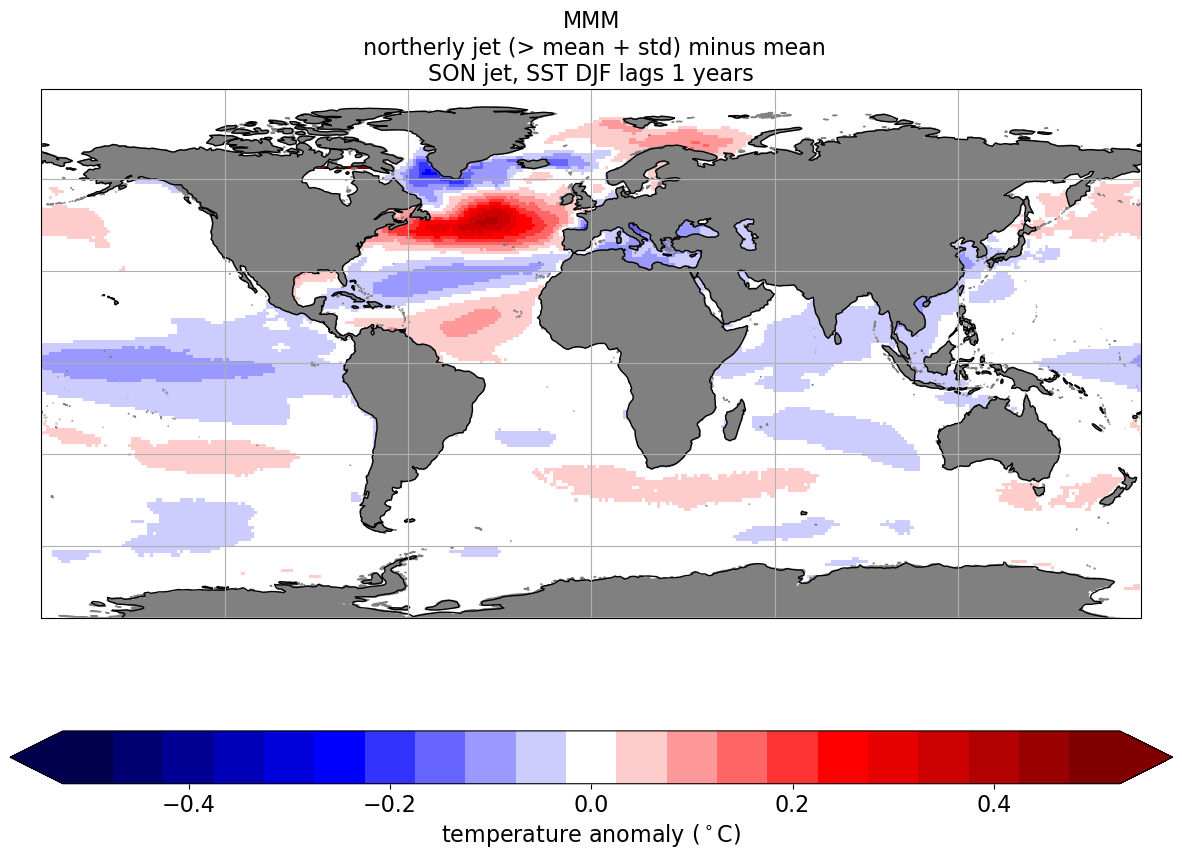 MMM
northerly jet (> mean + std) minus mean
SON jet, SST DJF lags 1 years
−0.4 −0.2 0.0 0.2 0.4
temperature anomaly (°C)